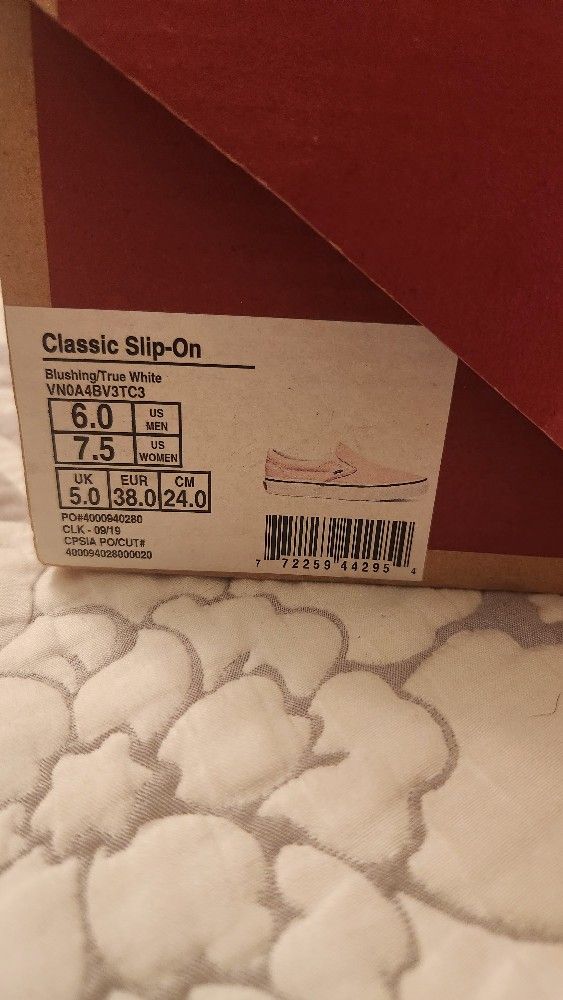 Classic Slip-On
Blushing/True White
VN0A4BV3TC3
6.0 US MEN
7.5 US WOMEN
UK EUR CM
5.0 38.0 24.0
PO#4000940280
CLK - 09/19
CPSIA PO/CUT#
400094028000020
7 72259 44295 4